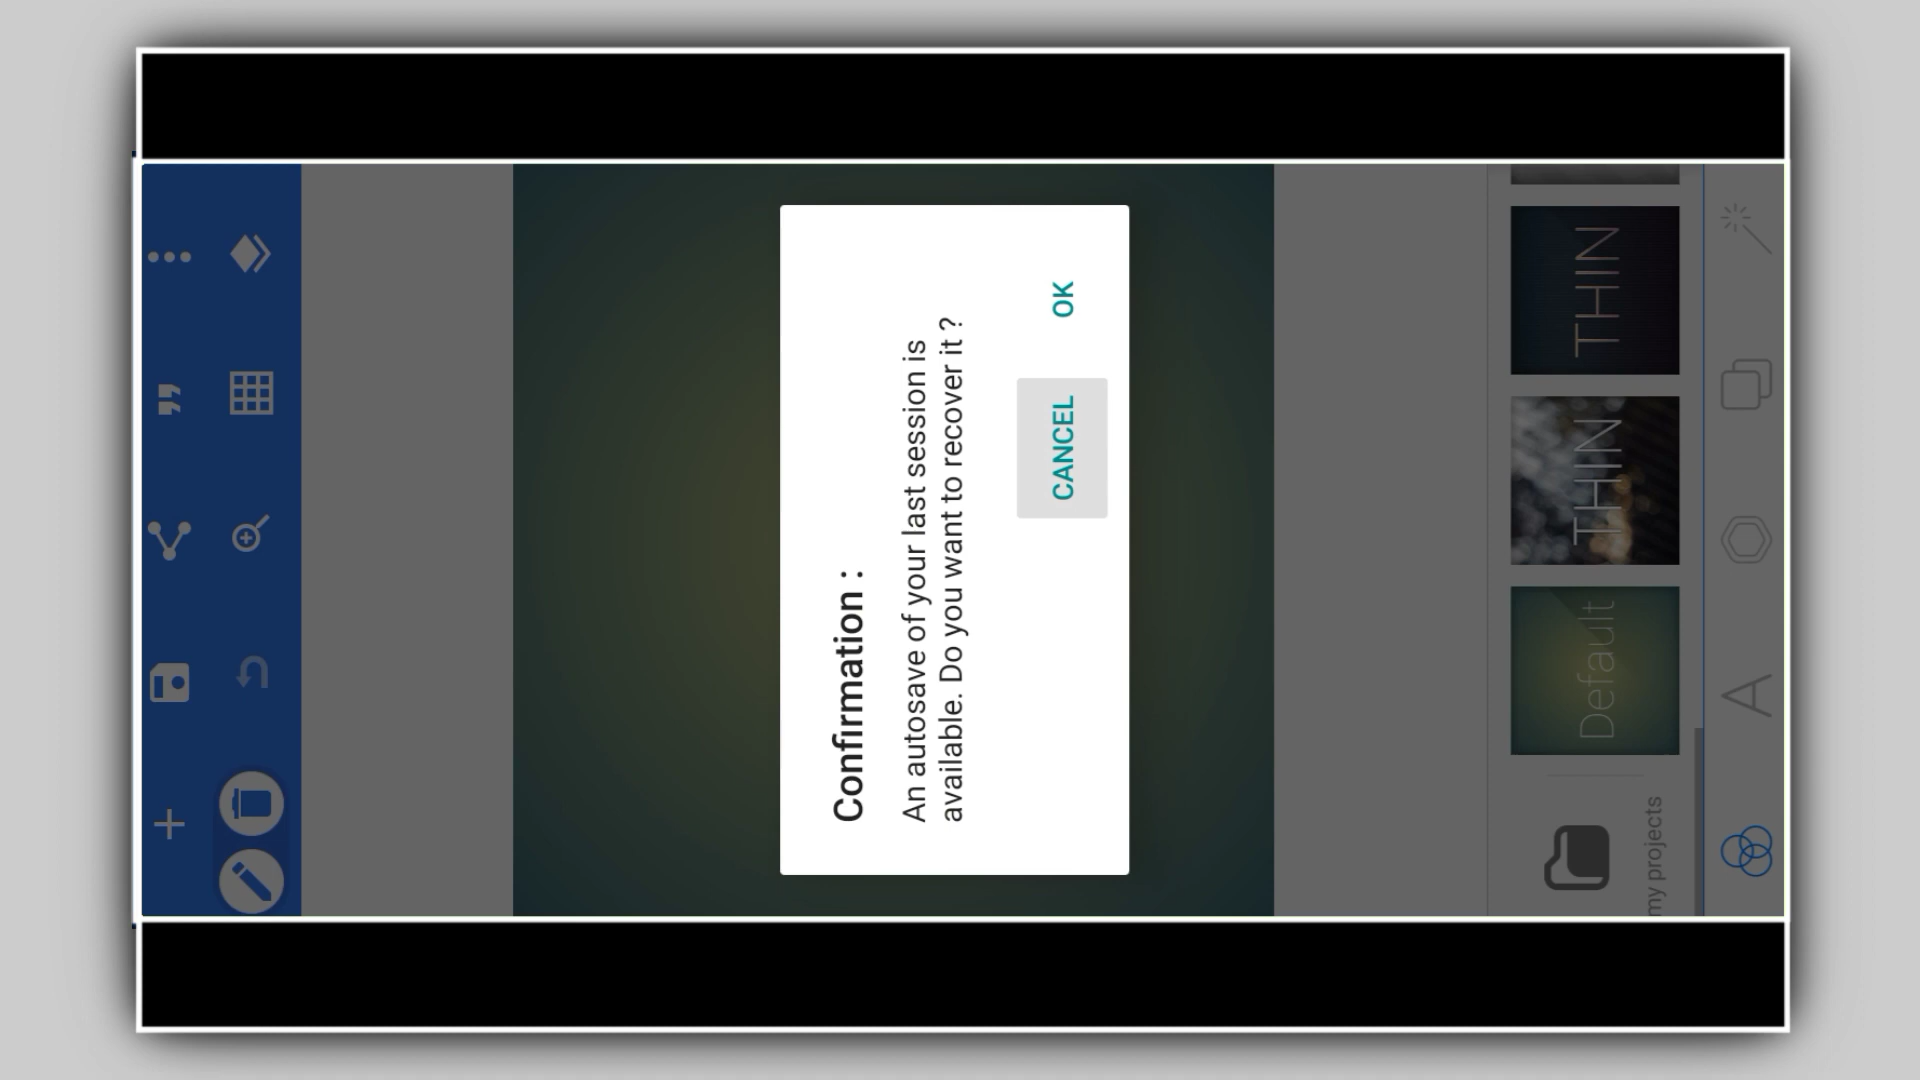 Confirmation :
An autosave of your last session is
available. Do you want to recover it ?
CANCEL
OK
my projects
Default
THIN
THIN